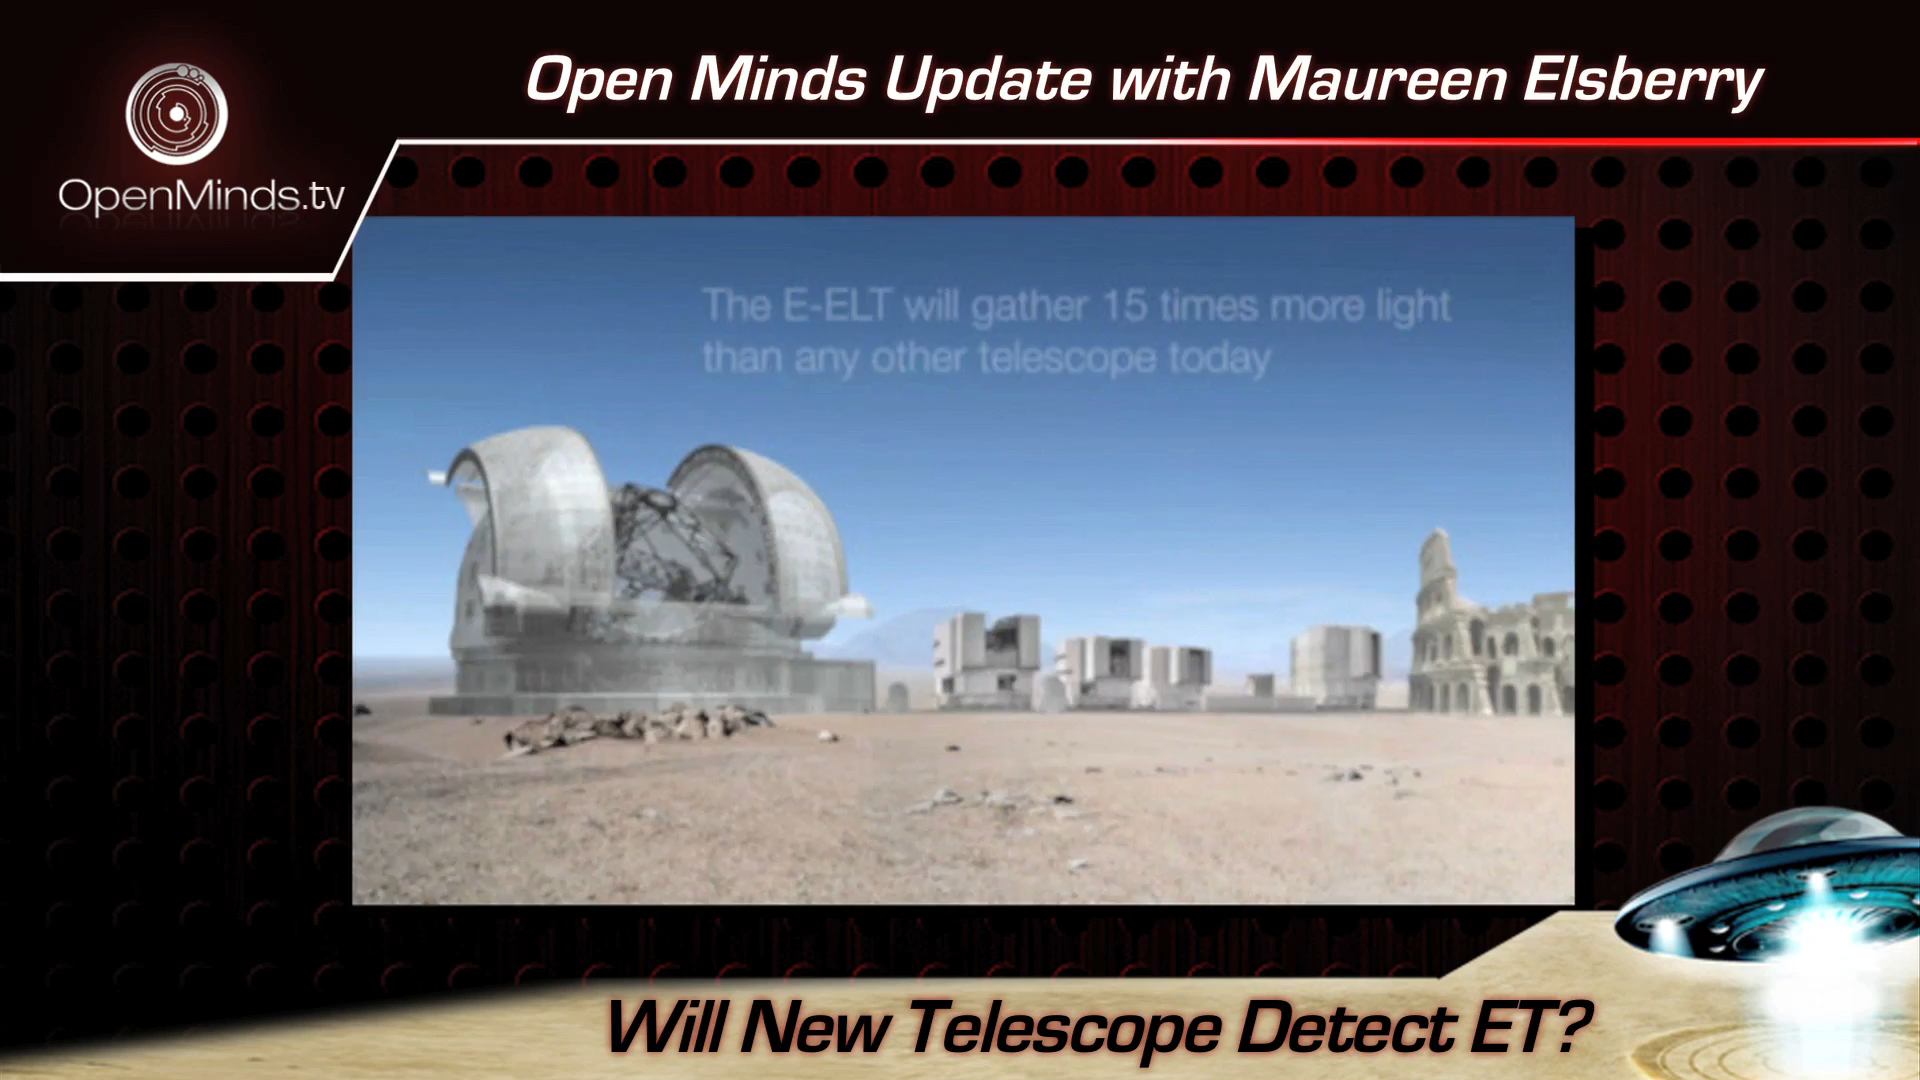 Open Minds Update with Maureen Elsberry
OpenMinds.tv
The E-ELT will gather 15 times more light
than any other telescope today
Will New Telescope Detect ET?